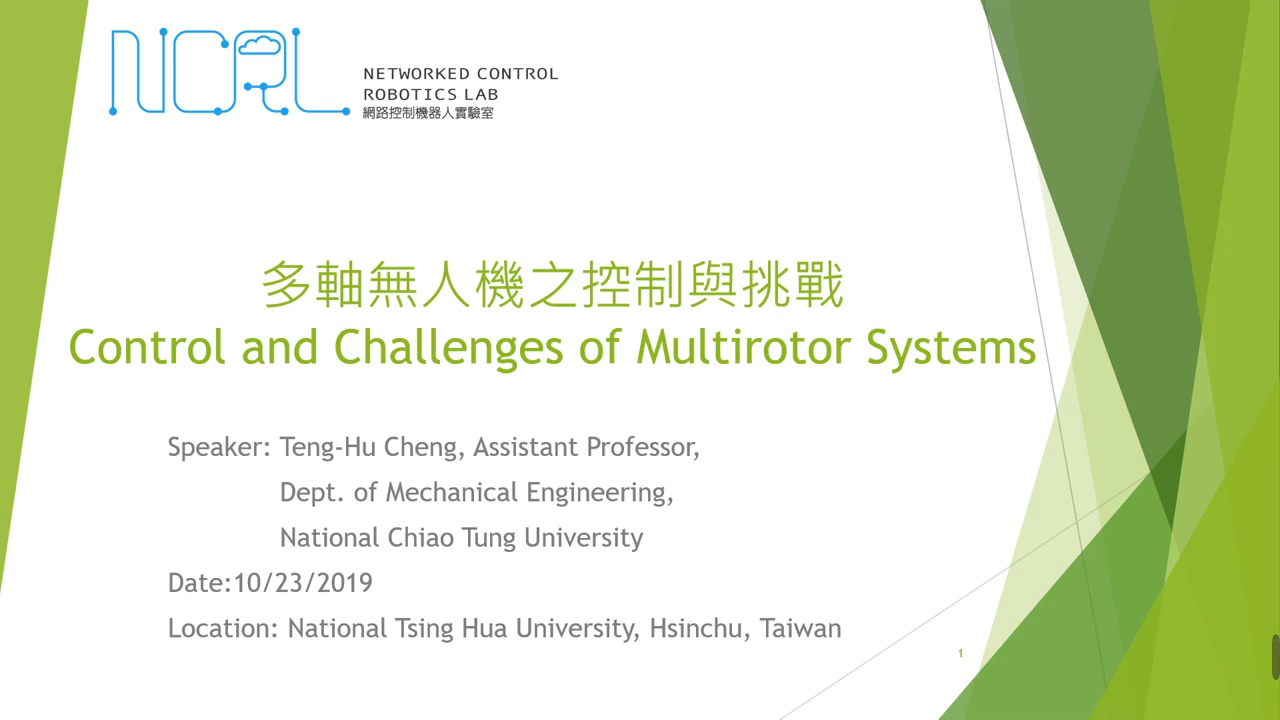 NCRL
NETWORKED CONTROL
ROBOTICS LAB
網路控制機器人實驗室
多軸無人機之控制與挑戰
Control and Challenges of Multirotor Systems
Speaker: Teng-Hu Cheng, Assistant Professor,
Dept. of Mechanical Engineering,
National Chiao Tung University
Date:10/23/2019
Location: National Tsing Hua University, Hsinchu, Taiwan
1